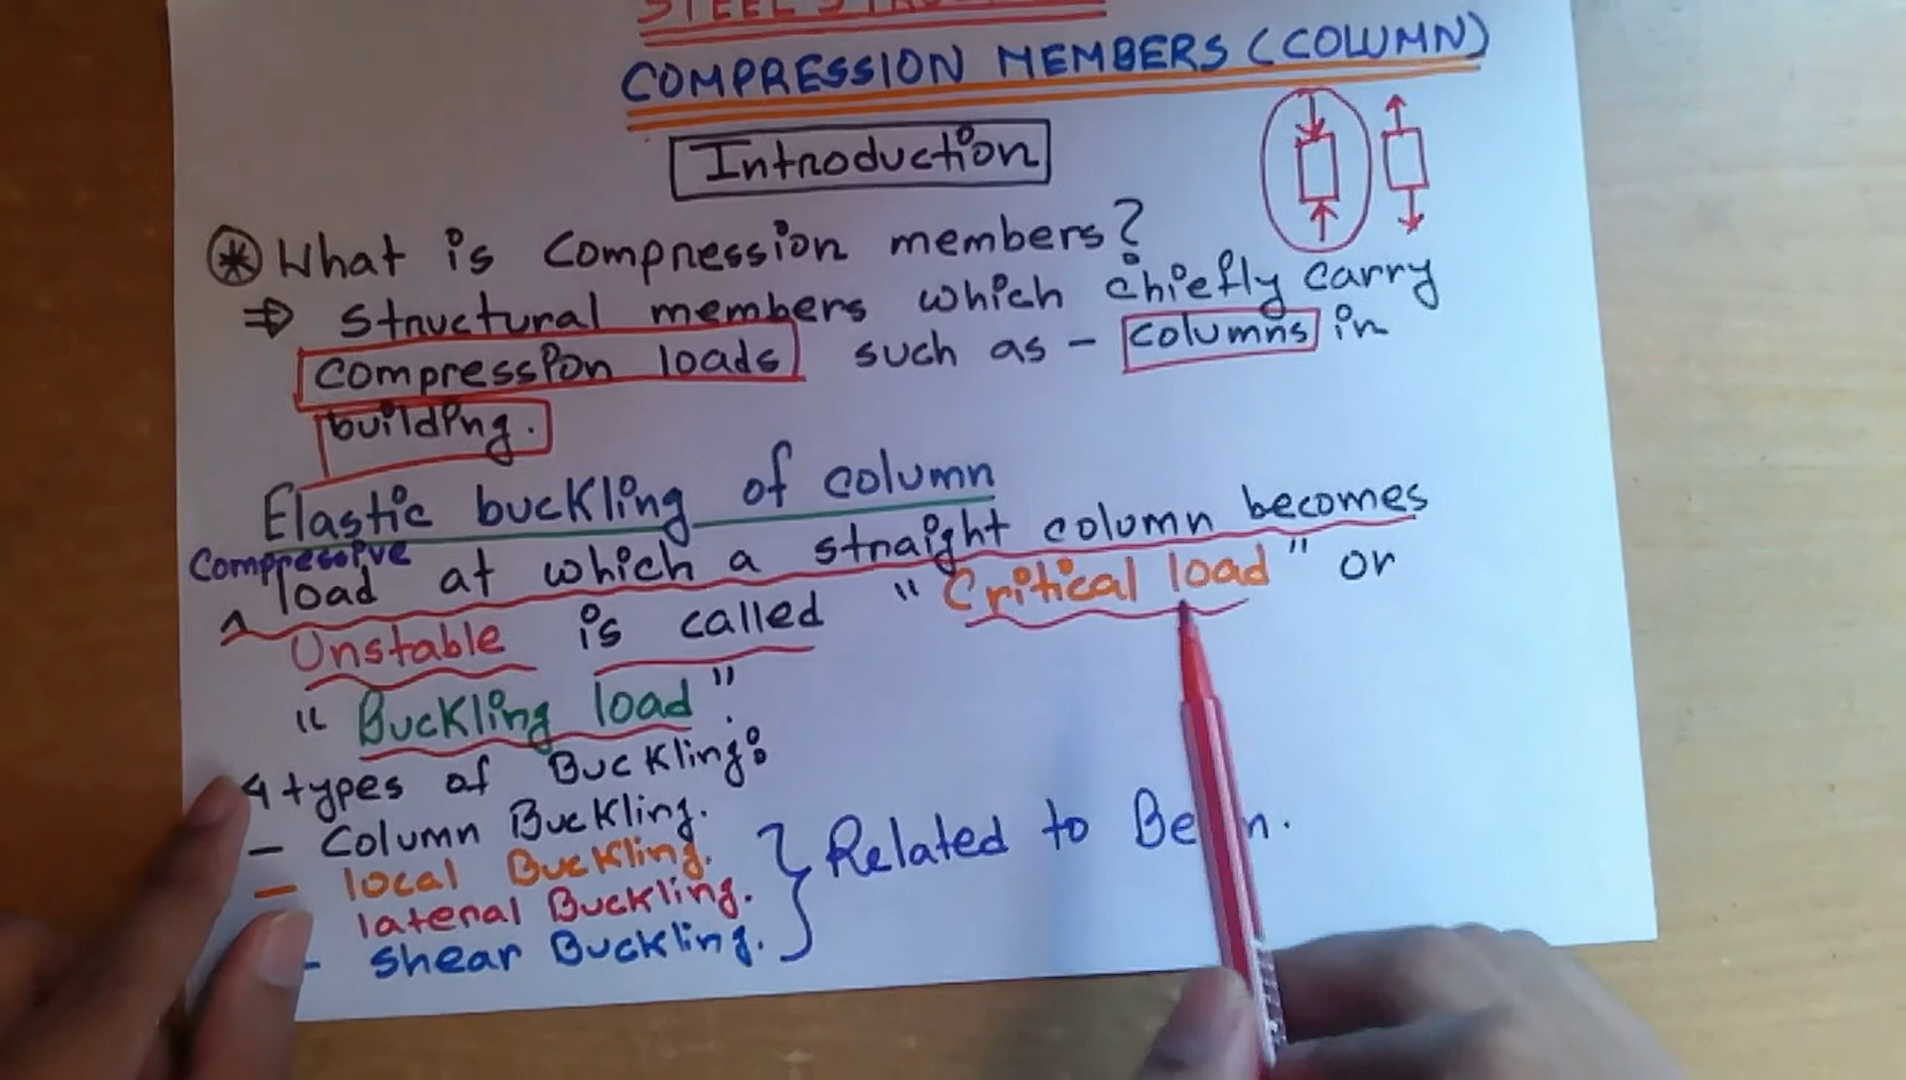 STEEL
COMPRESSION MEMBERS (COLUMN)
Introduction
* What is compression members?
⇒ structural members which chiefly carry
compression loads such as - columns in
building.
Elastic buckling of column
Compressive
load at which a straight column becomes
Unstable is called "Critical load" or
"Buckling load".
4 types of Buckling:
- Column Buckling.
- local Buckling.
lateral Buckling.
- shear Buckling.
Related to